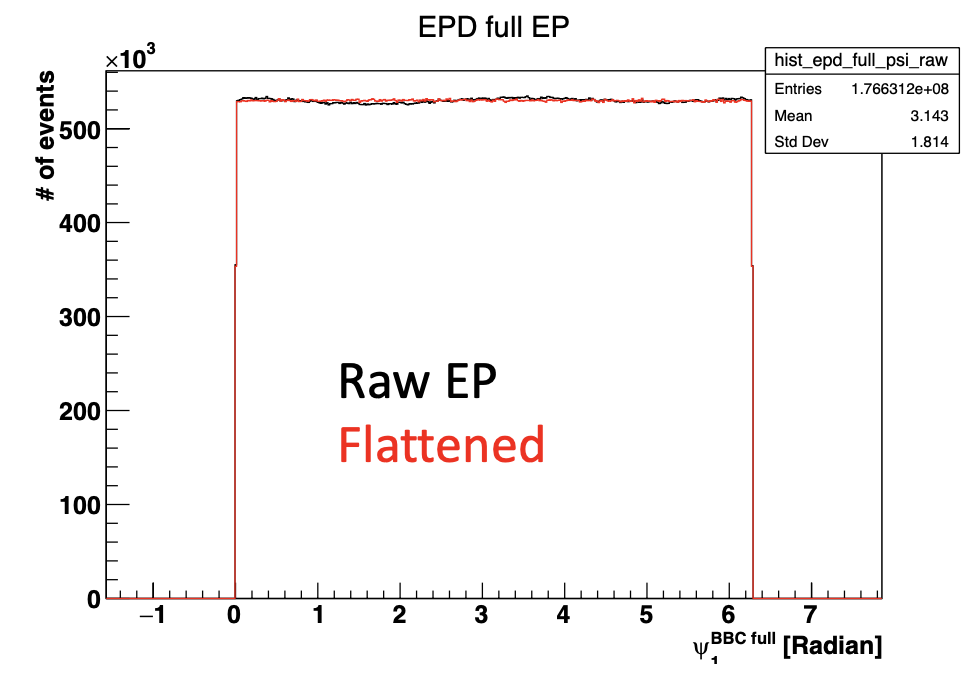 EPD full EP
×10³
hist_epd_full_psi_raw
Entries 1.766312e+08
Mean 3.143
Std Dev 1.814
# of events
500
400
300
200
100
0
Raw EP
Flattened
−1 0 1 2 3 4 5 6 7
ψ₁^BBC full [Radian]